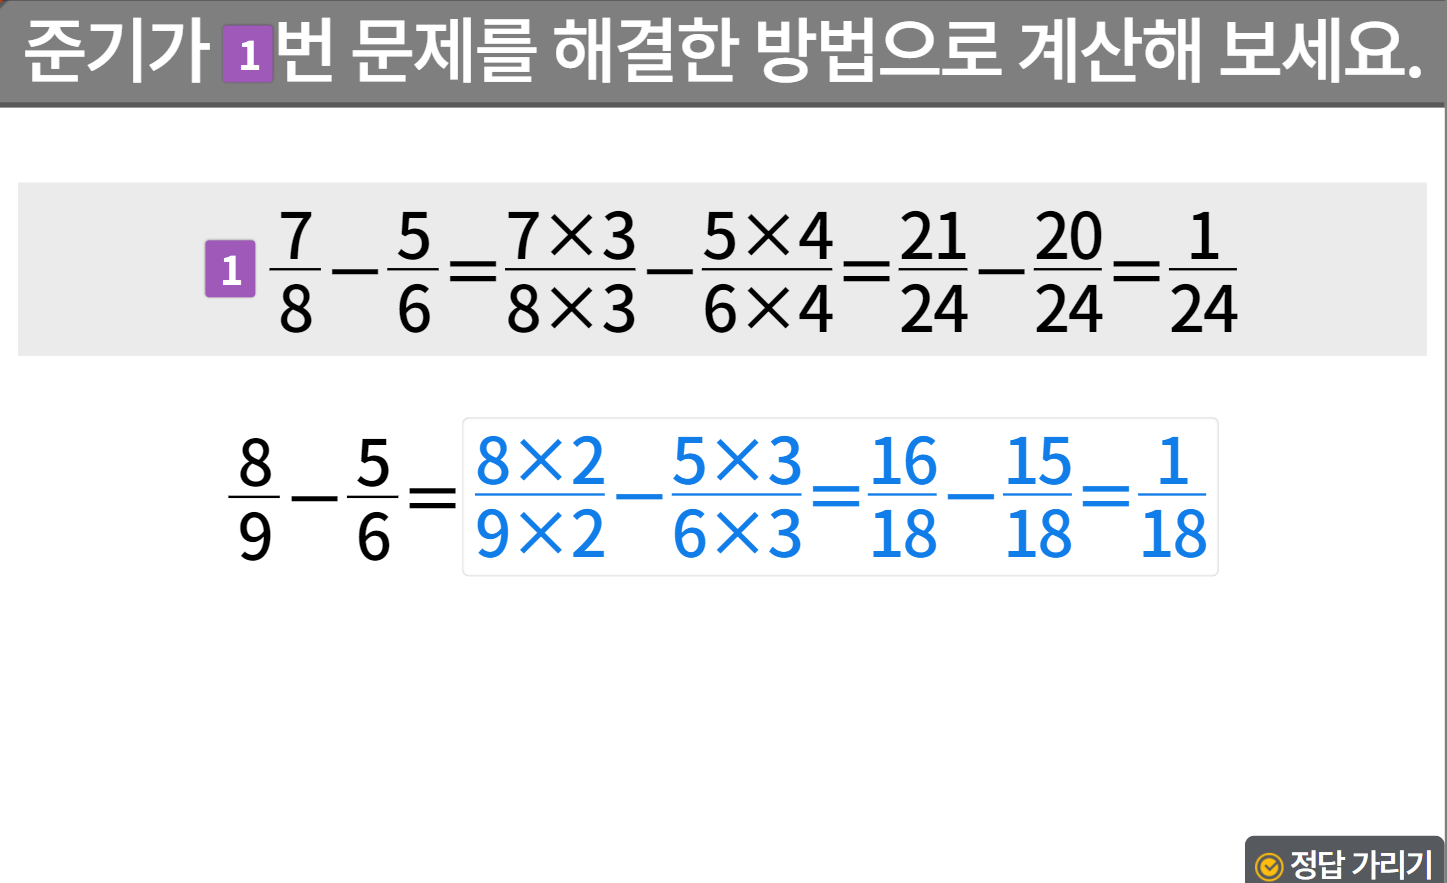 준기가 1번 문제를 해결한 방법으로 계산해 보세요.
1 7/8 − 5/6 = 7×3/8×3 − 5×4/6×4 = 21/24 − 20/24 = 1/24
8/9 − 5/6 = 8×2/9×2 − 5×3/6×3 = 16/18 − 15/18 = 1/18
정답 가리기